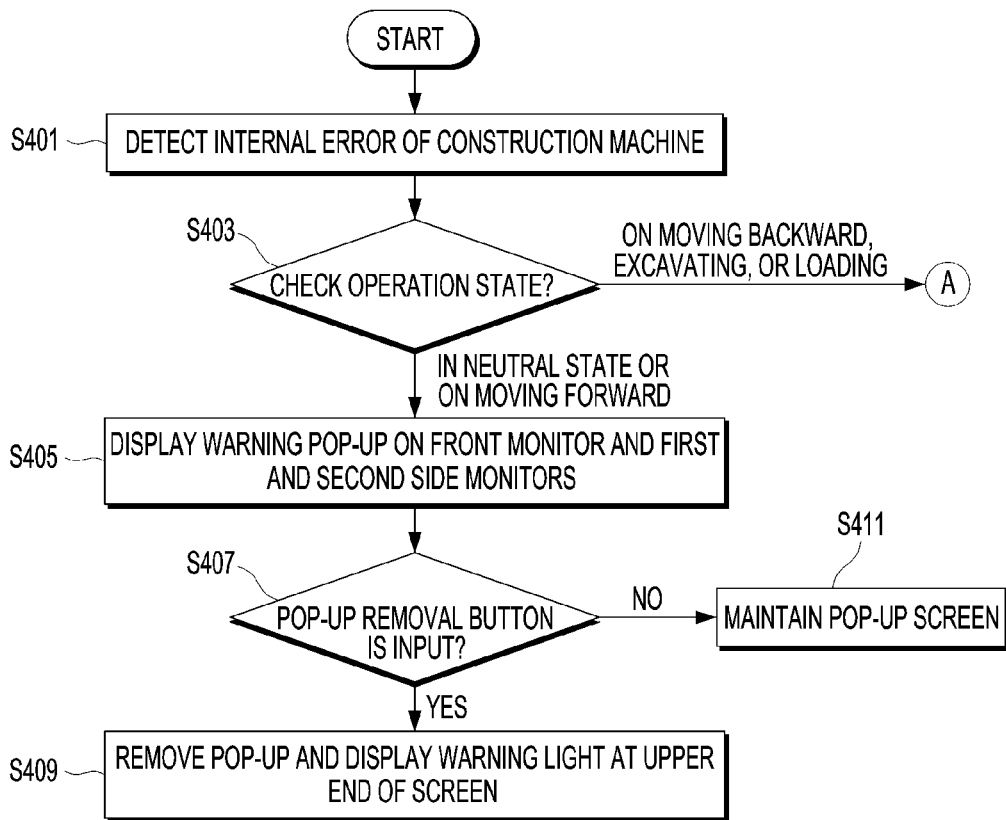 START
S401
DETECT INTERNAL ERROR OF CONSTRUCTION MACHINE
S403
CHECK OPERATION STATE?
ON MOVING BACKWARD,
EXCAVATING, OR LOADING
A
IN NEUTRAL STATE OR
ON MOVING FORWARD
S405
DISPLAY WARNING POP-UP ON FRONT MONITOR AND FIRST
AND SECOND SIDE MONITORS
S407
POP-UP REMOVAL BUTTON
IS INPUT?
NO
S411
MAINTAIN POP-UP SCREEN
YES
S409
REMOVE POP-UP AND DISPLAY WARNING LIGHT AT UPPER
END OF SCREEN